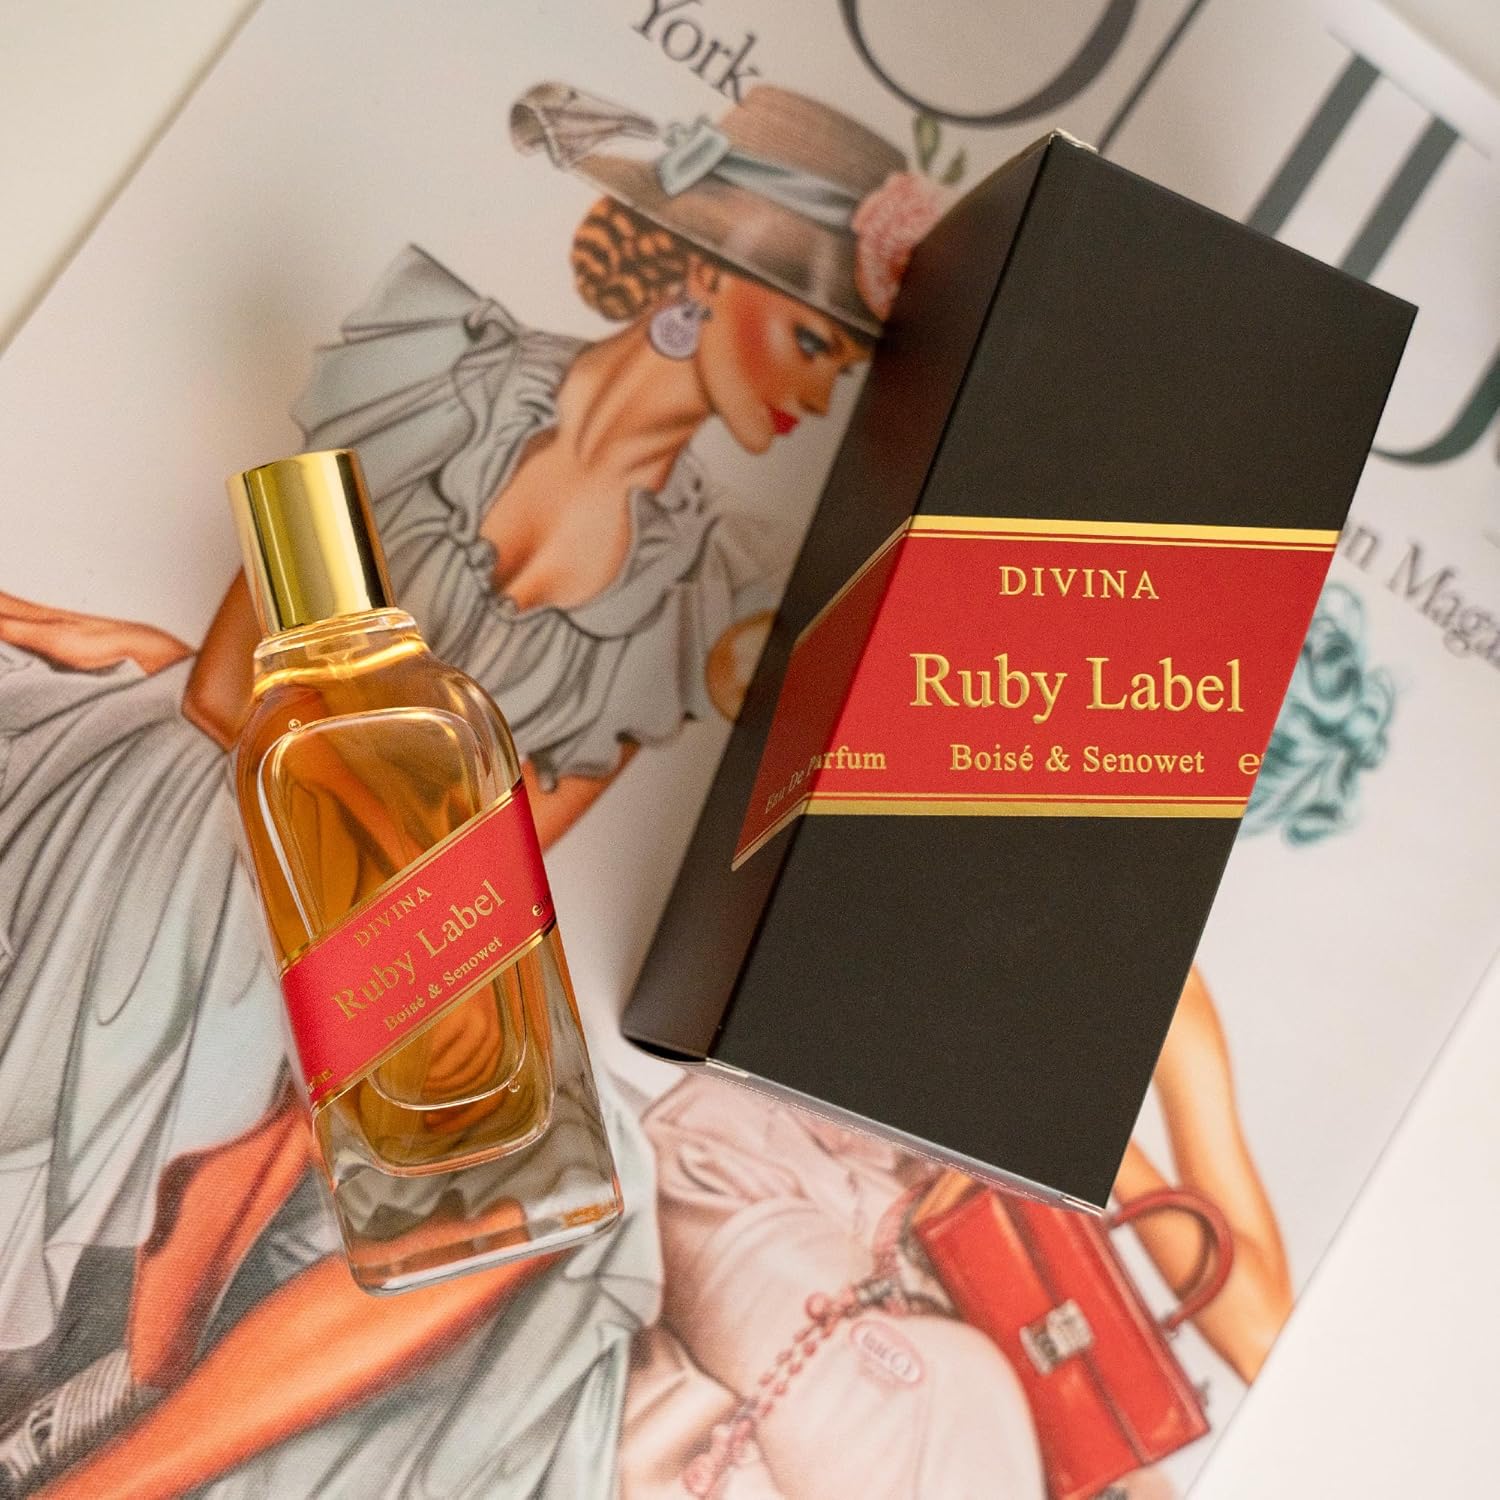 York
DIVINA
Ruby Label
Eau De Parfum Boisé & Senowet
DIVINA
Ruby Label
Boisé & Senowet